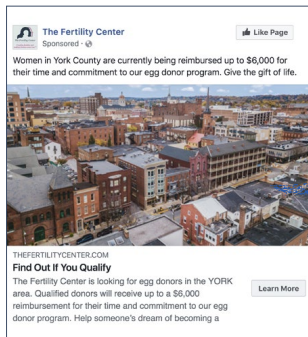 The Fertility Center
Like Page
Sponsored ·
Women in York County are currently being reimbursed up to $6,000 for
their time and commitment to our egg donor program. Give the gift of life.
THEFERTILITYCENTER.COM
Find Out If You Qualify
The Fertility Center is looking for egg donors in the YORK
area. Qualified donors will receive up to a $6,000
reimbursement for their time and commitment to our egg
donor program. Help someone's dream of becoming a
Learn More